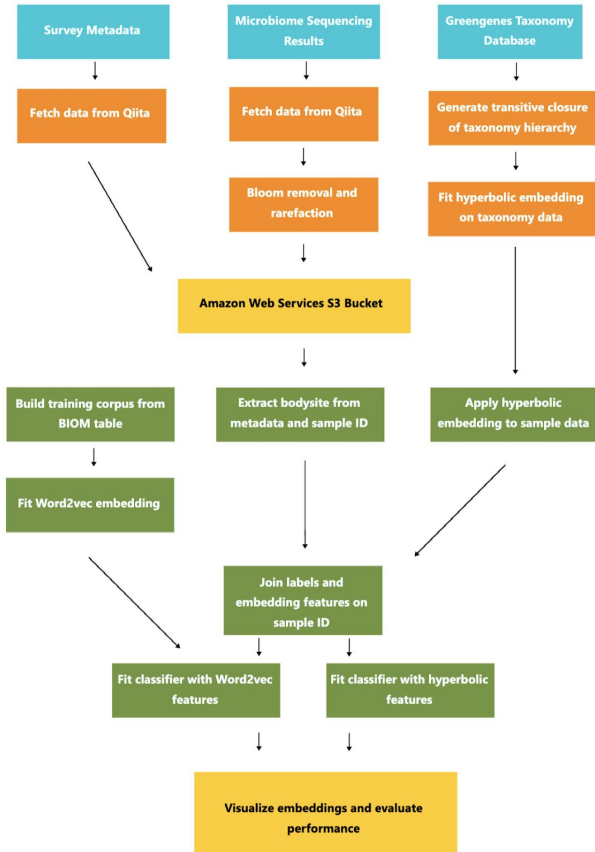 Survey Metadata
Microbiome Sequencing
Results
Greengenes Taxonomy
Database
Fetch data from Qiita
Fetch data from Qiita
Generate transitive closure
of taxonomy hierarchy
Bloom removal and
rarefaction
Fit hyperbolic embedding
on taxonomy data
Amazon Web Services S3 Bucket
Build training corpus from
BIOM table
Extract bodysite from
metadata and sample ID
Apply hyperbolic
embedding to sample data
Fit Word2vec embedding
Join labels and
embedding features on
sample ID
Fit classifier with Word2vec
features
Fit classifier with hyperbolic
features
Visualize embeddings and evaluate
performance